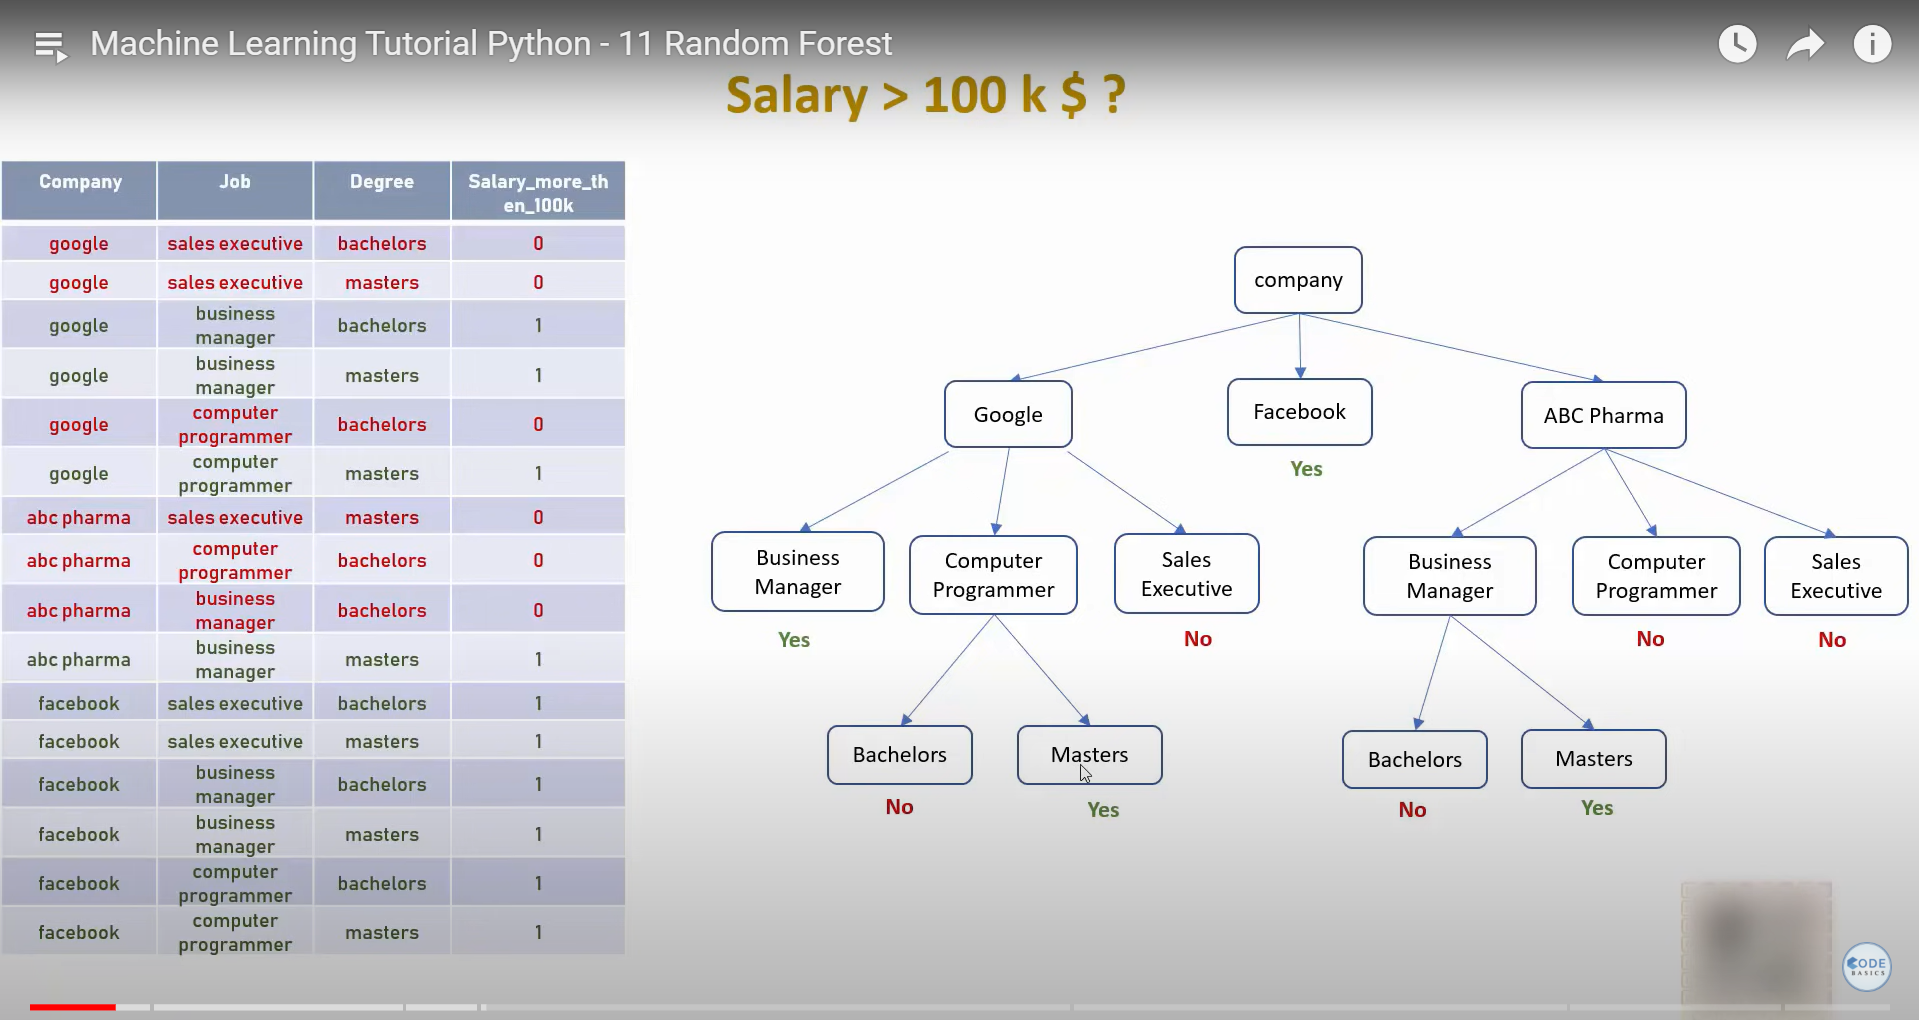 Machine Learning Tutorial Python - 11 Random Forest
Salary > 100 k $ ?
Company Job Degree Salary_more_th
en_100k
google sales executive bachelors 0
google sales executive masters 0
google business
manager bachelors 1
google business
manager masters 1
google computer
programmer bachelors 0
google computer
programmer masters 1
abc pharma sales executive masters 0
abc pharma computer
programmer bachelors 0
abc pharma business
manager bachelors 0
abc pharma business
manager masters 1
facebook sales executive bachelors 1
facebook sales executive masters 1
facebook business
manager bachelors 1
facebook business
manager masters 1
facebook computer
programmer bachelors 1
facebook computer
programmer masters 1
company
Google
Facebook
ABC Pharma
Yes
Business
Manager
Computer
Programmer
Sales
Executive
Business
Manager
Computer
Programmer
Sales
Executive
Yes
No
No
No
Bachelors
Masters
Bachelors
Masters
No
Yes
No
Yes
CODE
BASICS